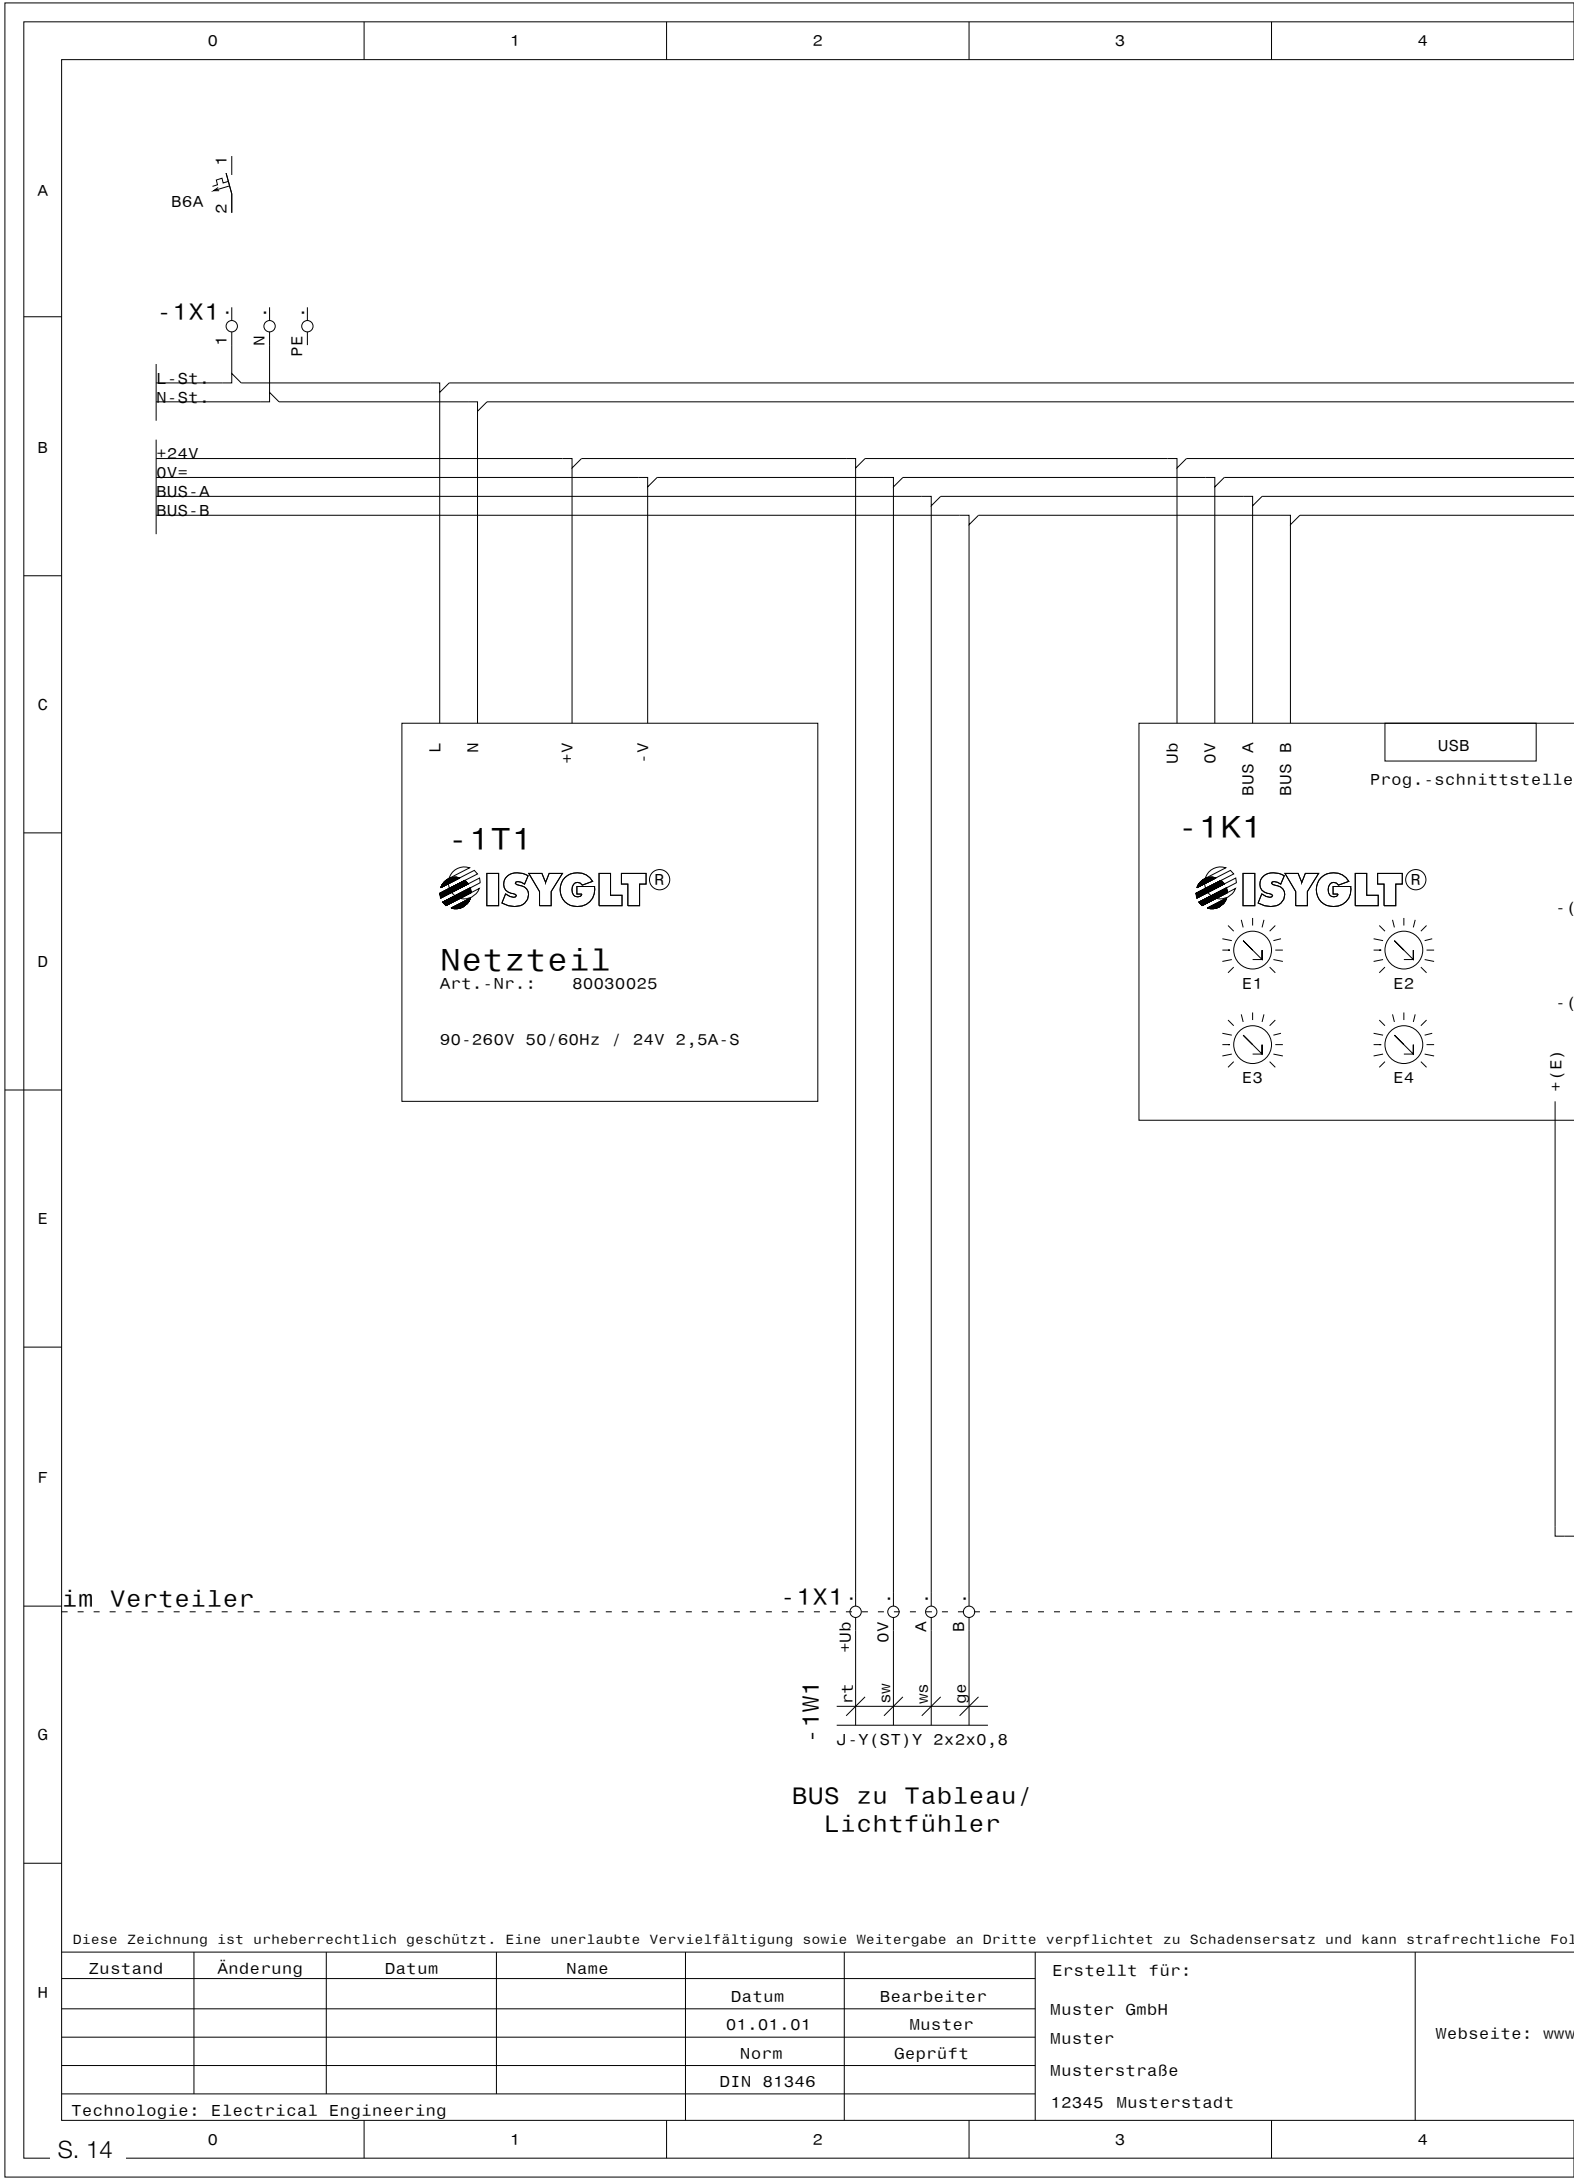 0 1 2 3 4
A
1
B6A
2
-1X1
1 N PE
L-St.
N-St.
B
+24V
0V=
BUS-A
BUS-B
C
L N +V -V
Ub 0V BUS A BUS B
USB
Prog.-schnittstelle
-1T1
-1K1
ISYGLT®
ISYGLT®
-(
D
Netzteil
Art.-Nr.: 80030025
E1 E2
-(
90-260V 50/60Hz / 24V 2,5A-S
E3 E4
+(E)
E
F
im Verteiler
-1X1
+Ub 0V A B
-1W1
rt sw ws ge
G
J-Y(ST)Y 2x2x0,8
BUS zu Tableau/
Lichtfühler
Diese Zeichnung ist urheberrechtlich geschützt. Eine unerlaubte Vervielfältigung sowie Weitergabe an Dritte verpflichtet zu Schadensersatz und kann strafrechtliche Fol
H
Zustand Änderung Datum Name
Datum Bearbeiter
01.01.01 Muster
Norm Geprüft
DIN 81346
Technologie: Electrical Engineering
Erstellt für:
Muster GmbH
Muster
Musterstraße
12345 Musterstadt
Webseite: www
S. 14
0 1 2 3 4